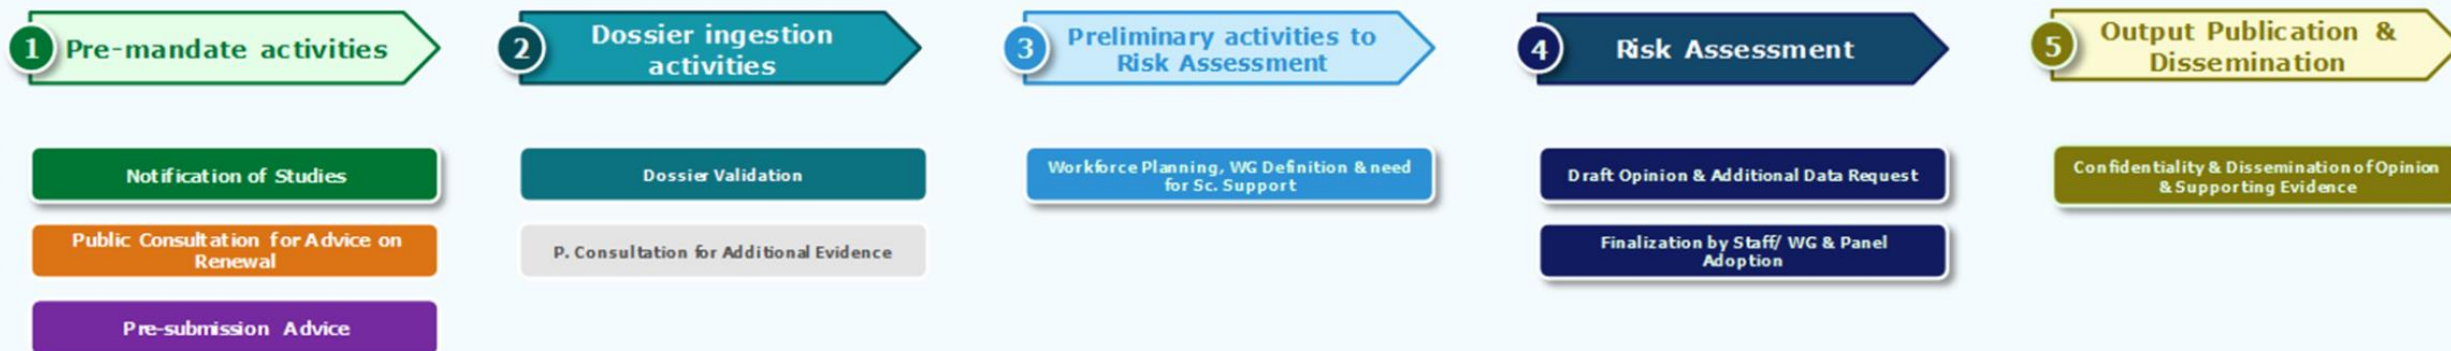 1
Pre-mandate activities
2
Dossier ingestion
activities
3
Preliminary activities to
Risk Assessment
4
Risk Assessment
5
Output Publication &
Dissemination
Notification of Studies
Public Consultation for Advice on
Renewal
Pre-submission Advice
Dossier Validation
P. Consultation for Additional Evidence
Workforce Planning, WG Definition & need
for Sc. Support
Draft Opinion & Additional Data Request
Finalization by Staff/ WG & Panel
Adoption
Confidentiality & Dissemination of Opinion
& Supporting Evidence